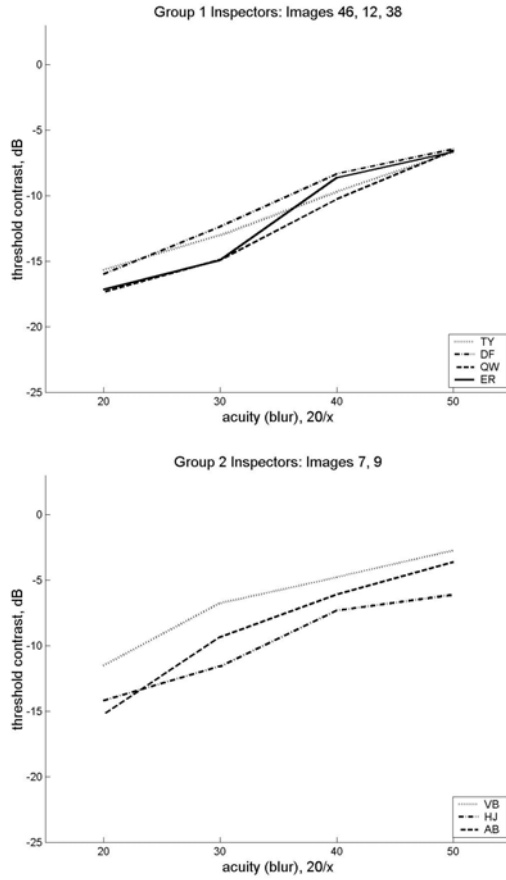 Group 1 Inspectors: Images 46, 12, 38
0
-5
-10
-15
-20
-25
threshold contrast, dB
TY
DF
QW
ER
20 30 40 50
acuity (blur), 20/x
Group 2 Inspectors: Images 7, 9
0
-5
-10
-15
-20
-25
threshold contrast, dB
VB
HJ
AB
20 30 40 50
acuity (blur), 20/x